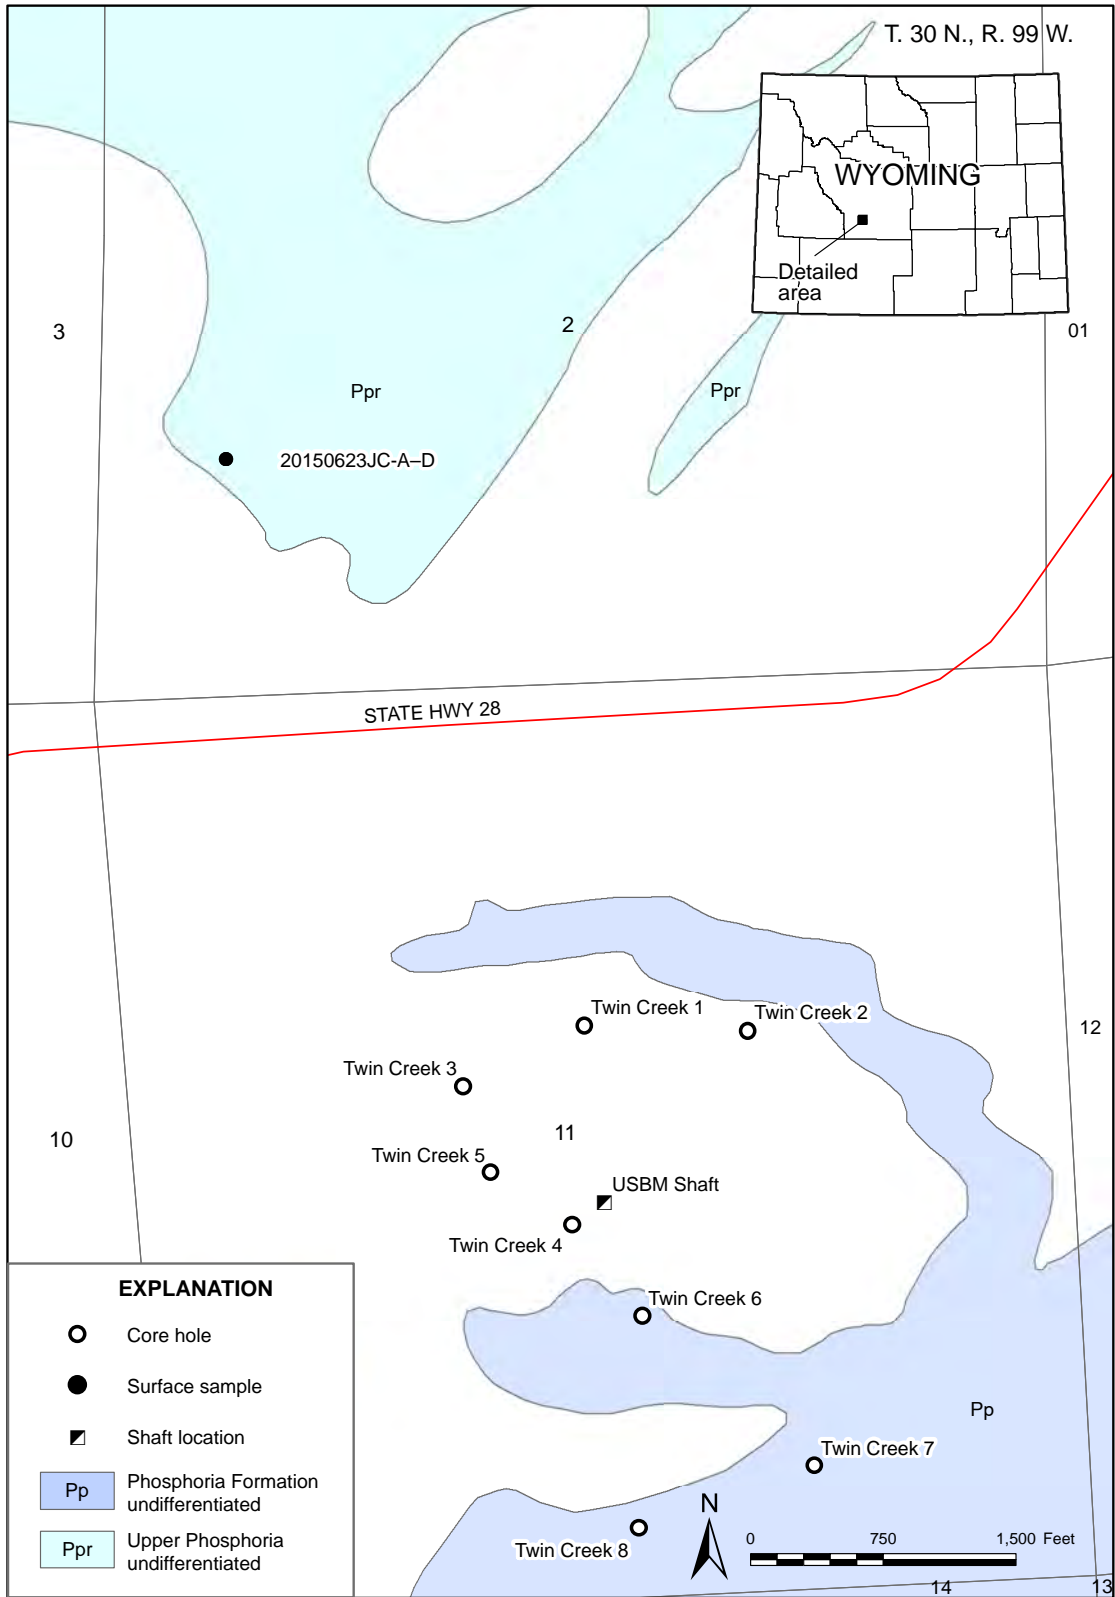 T. 30 N., R. 99 W.
WYOMING
Detailed
area
3
2
01
Ppr
Ppr
20150623JC-A–D
STATE HWY 28
Twin Creek 1
Twin Creek 2
12
Twin Creek 3
10
11
Twin Creek 5
USBM Shaft
Twin Creek 4
Twin Creek 6
Pp
Twin Creek 7
Twin Creek 8
N
0 750 1,500 Feet
14
13
EXPLANATION
Core hole
Surface sample
Shaft location
Pp
Phosphoria Formation
undifferentiated
Ppr
Upper Phosphoria
undifferentiated